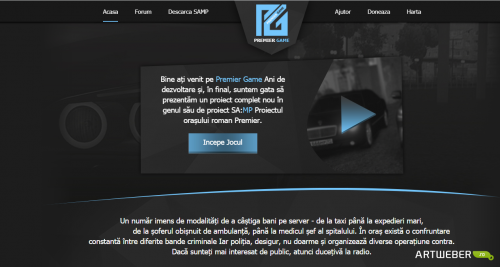 Acasa
Forum
Descarca SAMP
PREMIER GAME
Ajutor
Doneaza
Harta
Bine ați venit pe Premier Game Ani de
dezvoltare și, în final, suntem gata să
prezentăm un proiect complet nou în
genul său de proiect SA:MP Proiectul
orașului roman Premier.
Incepe Jocul
Un număr imens de modalități de a câștiga bani pe server - de la taxi până la expedieri mari,
de la șoferul obișnuit de ambulanță, până la medicul șef al spitalului. În oraș există o confruntare
constantă între diferite bande criminale Iar poliția, desigur, nu doarme și organizează diverse operațiune contra.
Dacă sunteți mai interesat de public, atunci duceți​vă la radio.
ARTWEBER